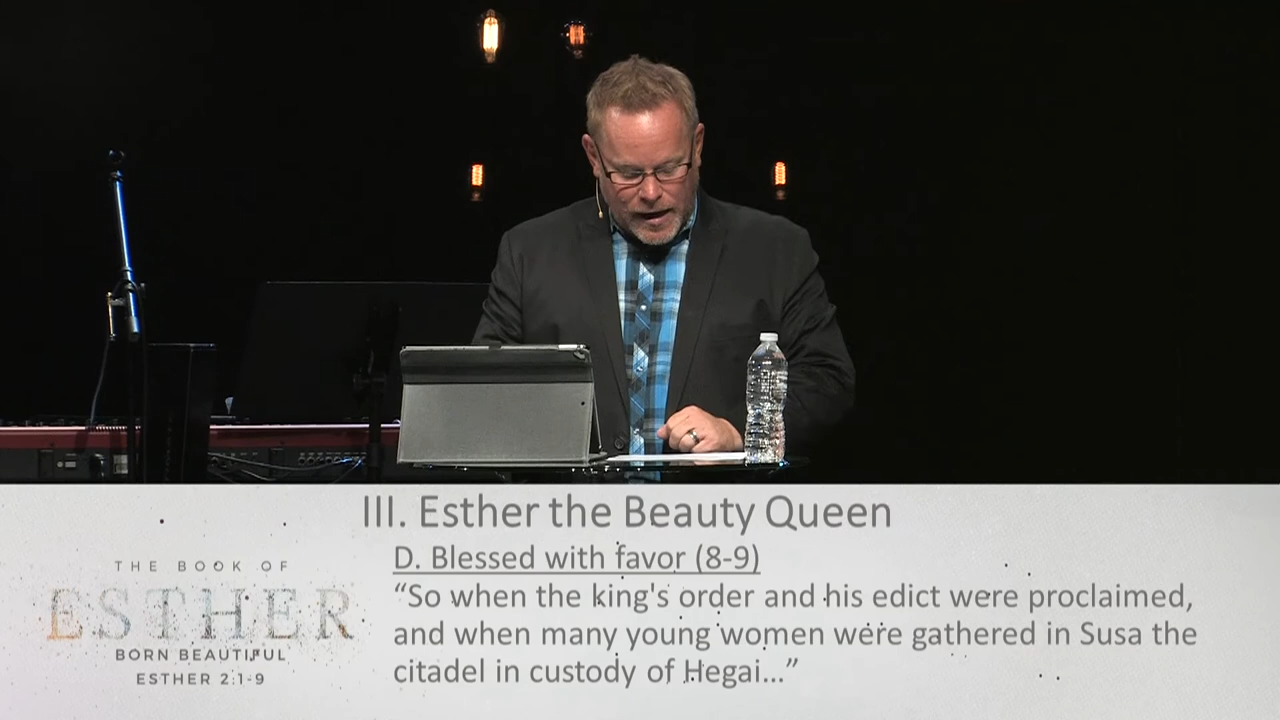 III. Esther the Beauty Queen
D. Blessed with favor (8-9)
“So when the king's order and his edict were proclaimed,
and when many young women were gathered in Susa the
citadel in custody of Hegai...”
THE BOOK OF
ESTHER
BORN BEAUTIFUL
ESTHER 2:1-9